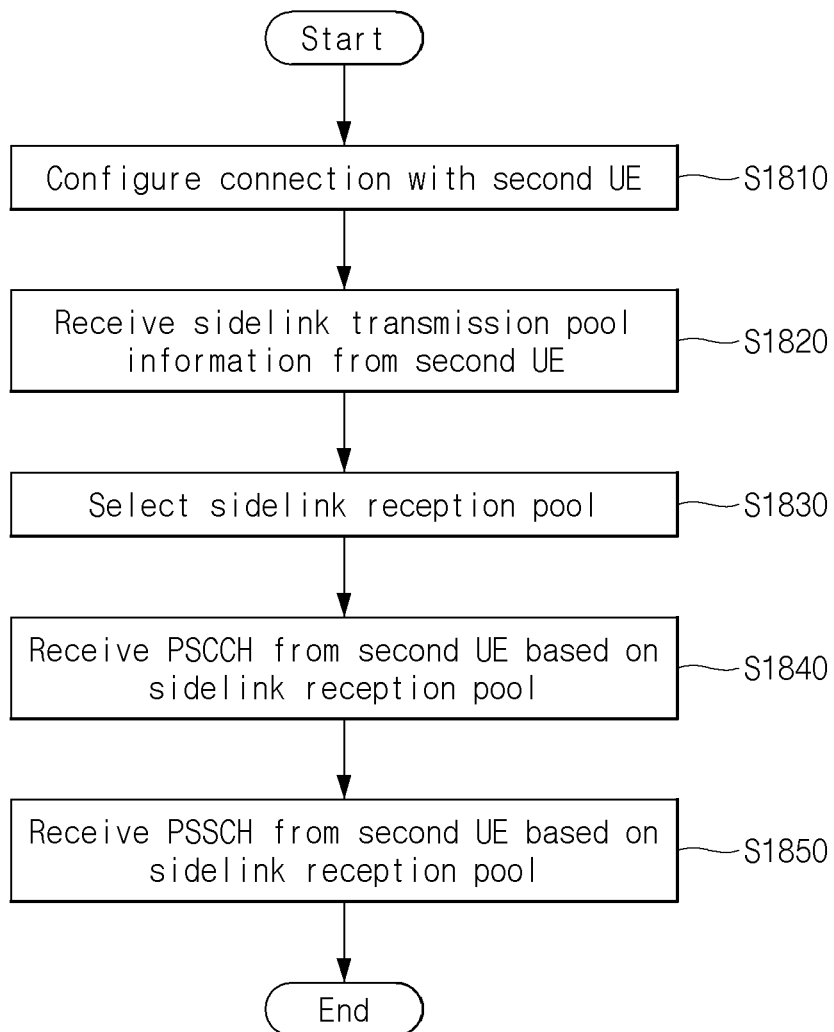 Start
Configure connection with second UE
S1810
Receive sidelink transmission pool
information from second UE
S1820
Select sidelink reception pool
S1830
Receive PSCCH from second UE based on
sidelink reception pool
S1840
Receive PSSCH from second UE based on
sidelink reception pool
S1850
End